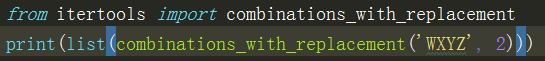 from itertools import combinations_with_replacement
print(list(combinations_with_replacement('WXYZ', 2)))